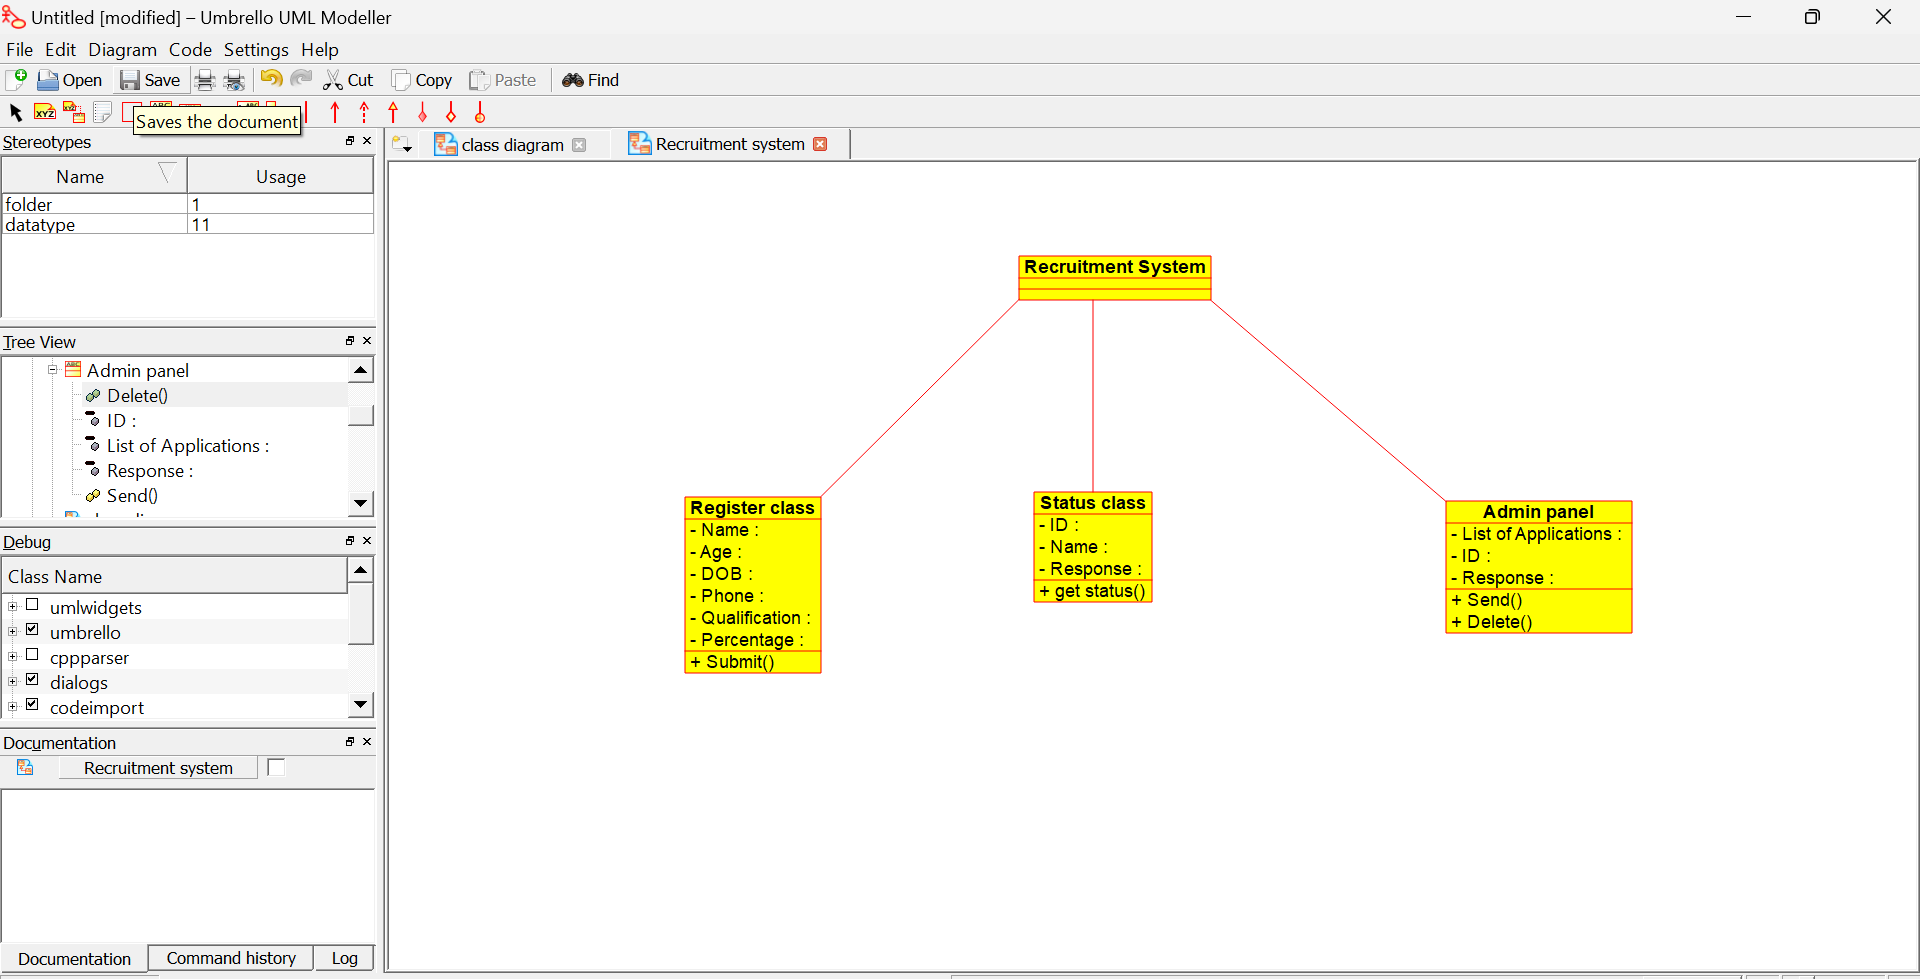 Untitled [modified] – Umbrello UML Modeller
File Edit Diagram Code Settings Help
Open Save Cut Copy Paste Find
XYZ
Saves the document
Stereotypes
class diagram
Recruitment system
Name Usage
folder 1
datatype 11
Tree View
Admin panel
Delete()
ID :
List of Applications :
Response :
Send()
Debug
Class Name
umlwidgets
umbrello
cppparser
dialogs
codeimport
Documentation
Recruitment system
Documentation Command history Log
Recruitment System
Register class
- Name :
- Age :
- DOB :
- Phone :
- Qualification :
- Percentage :
+ Submit()
Status class
- ID :
- Name :
- Response :
+ get status()
Admin panel
- List of Applications :
- ID :
- Response :
+ Send()
+ Delete()